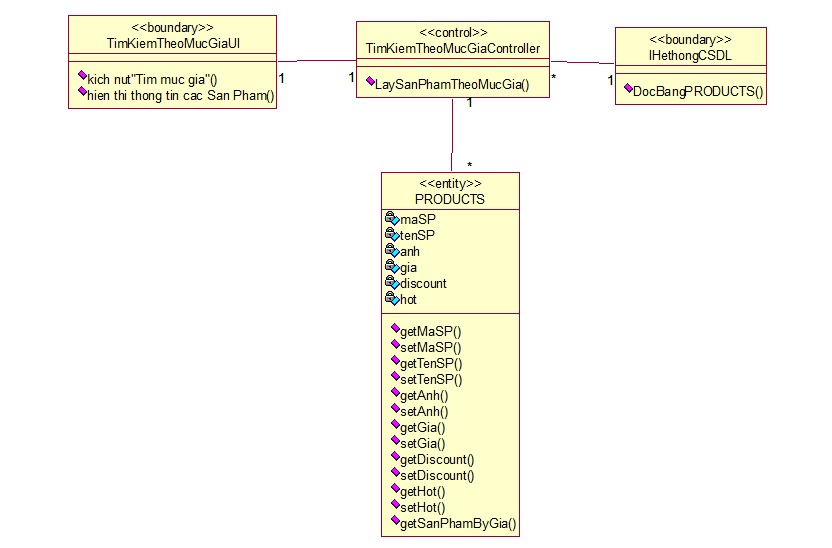 <<boundary>>
TimKiemTheoMucGiaUI
kich nut"Tim muc gia"()
hien thi thong tin cac San Pham()
1
1
<<control>>
TimKiemTheoMucGiaController
LaySanPhamTheoMucGia()
*
1
<<boundary>>
IHethongCSDL
DocBangPRODUCTS()
1
*
<<entity>>
PRODUCTS
maSP
tenSP
anh
gia
discount
hot
getMaSP()
setMaSP()
getTenSP()
setTenSP()
getAnh()
setAnh()
getGia()
setGia()
getDiscount()
setDiscount()
getHot()
setHot()
getSanPhamByGia()